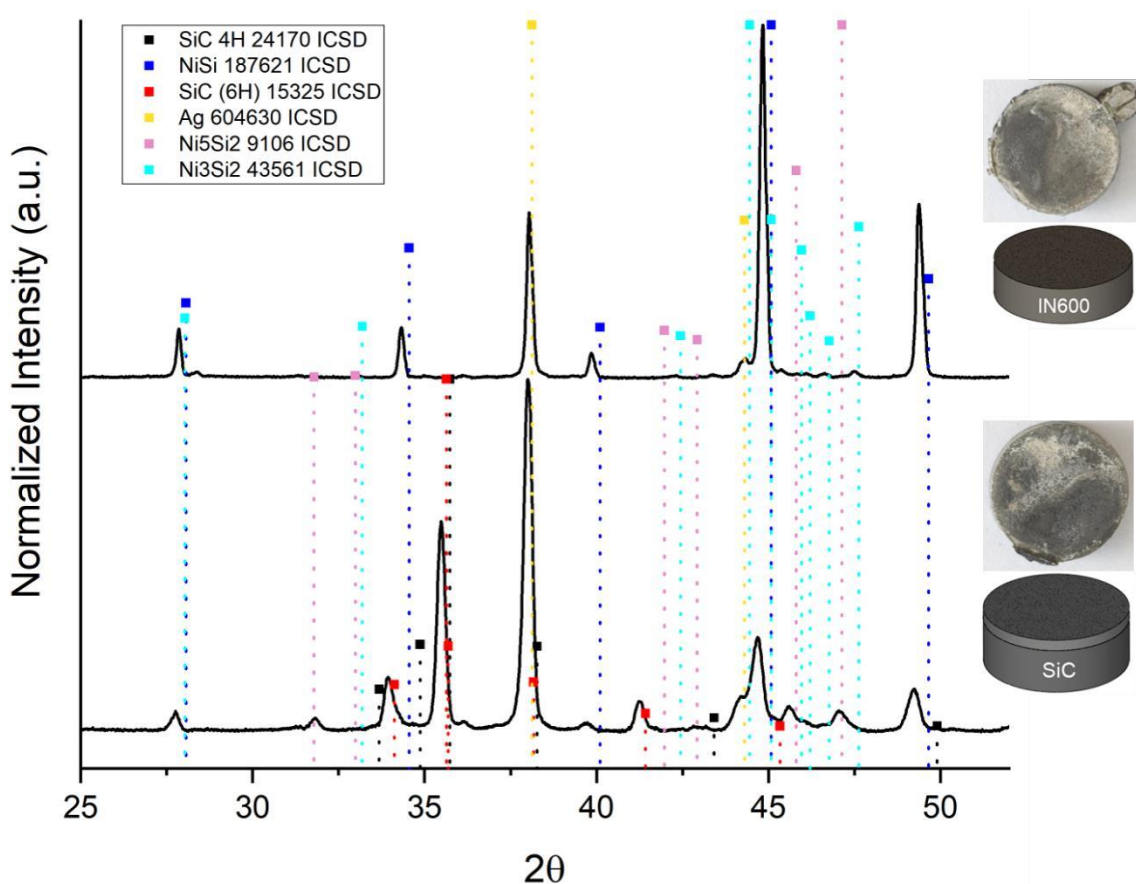 SiC 4H 24170 ICSD
NiSi 187621 ICSD
SiC (6H) 15325 ICSD
Ag 604630 ICSD
Ni5Si2 9106 ICSD
Ni3Si2 43561 ICSD
Normalized Intensity (a.u.)
IN600
SiC
25 30 35 40 45 50
2θ